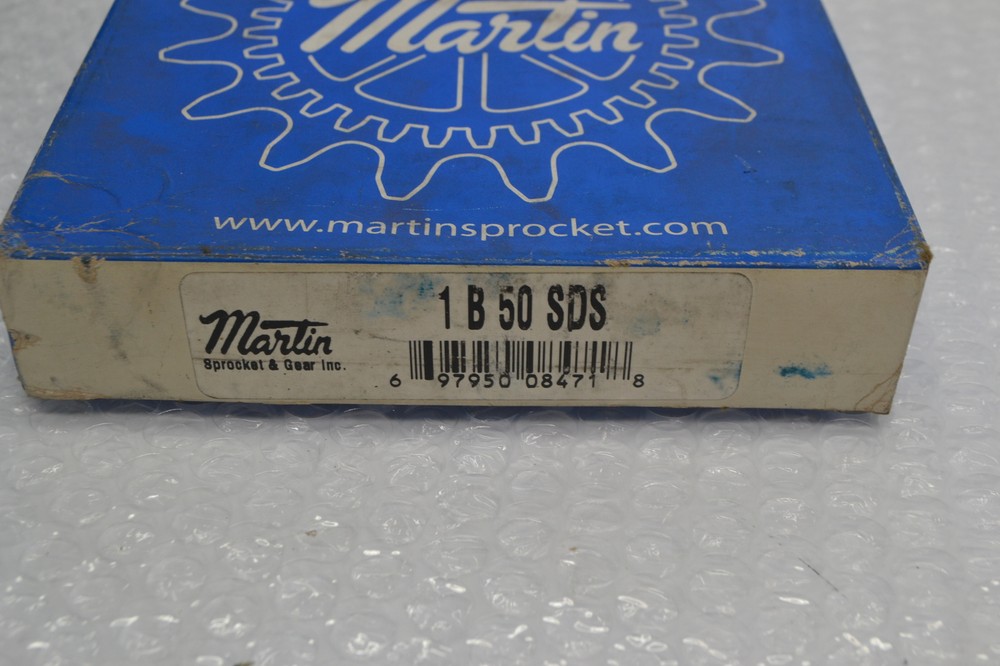 Martin
www.martinsprocket.com
1 B 50 SDS
Martin
Sprocket & Gear Inc.
6 97950 08471 8